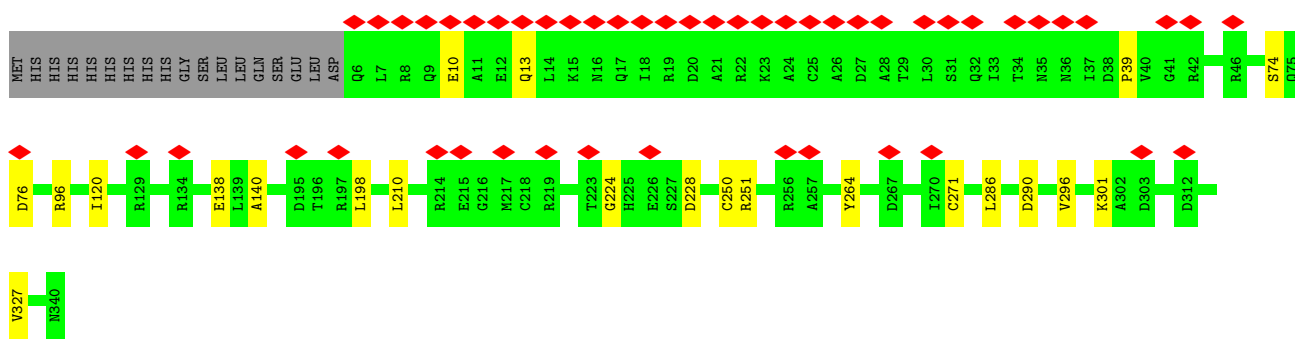 MET HIS HIS HIS HIS HIS HIS HIS HIS GLY SER LEU LEU GLN SER GLU LEU ASP Q6 L7 R8 Q9 E10 A11 E12 Q13 L14 K15 N16 Q17 I18 R19 D20 A21 R22 K23 A24 C25 A26 D27 A28 T29 L30 S31 Q32 I33 T34 N35 N36 I37 D38 P39 V40 G41 R42 R46 S74 Q75
D76 R96 I120 R129 R134 E138 L139 A140 D195 T196 R197 L198 L210 R214 E215 G216 M217 C218 R219 T223 G224 H225 E226 S227 D228 C250 R251 R256 A257 Y264 D267 I270 C271 L286 D290 V296 K301 A302 D303 D312
V327 N340